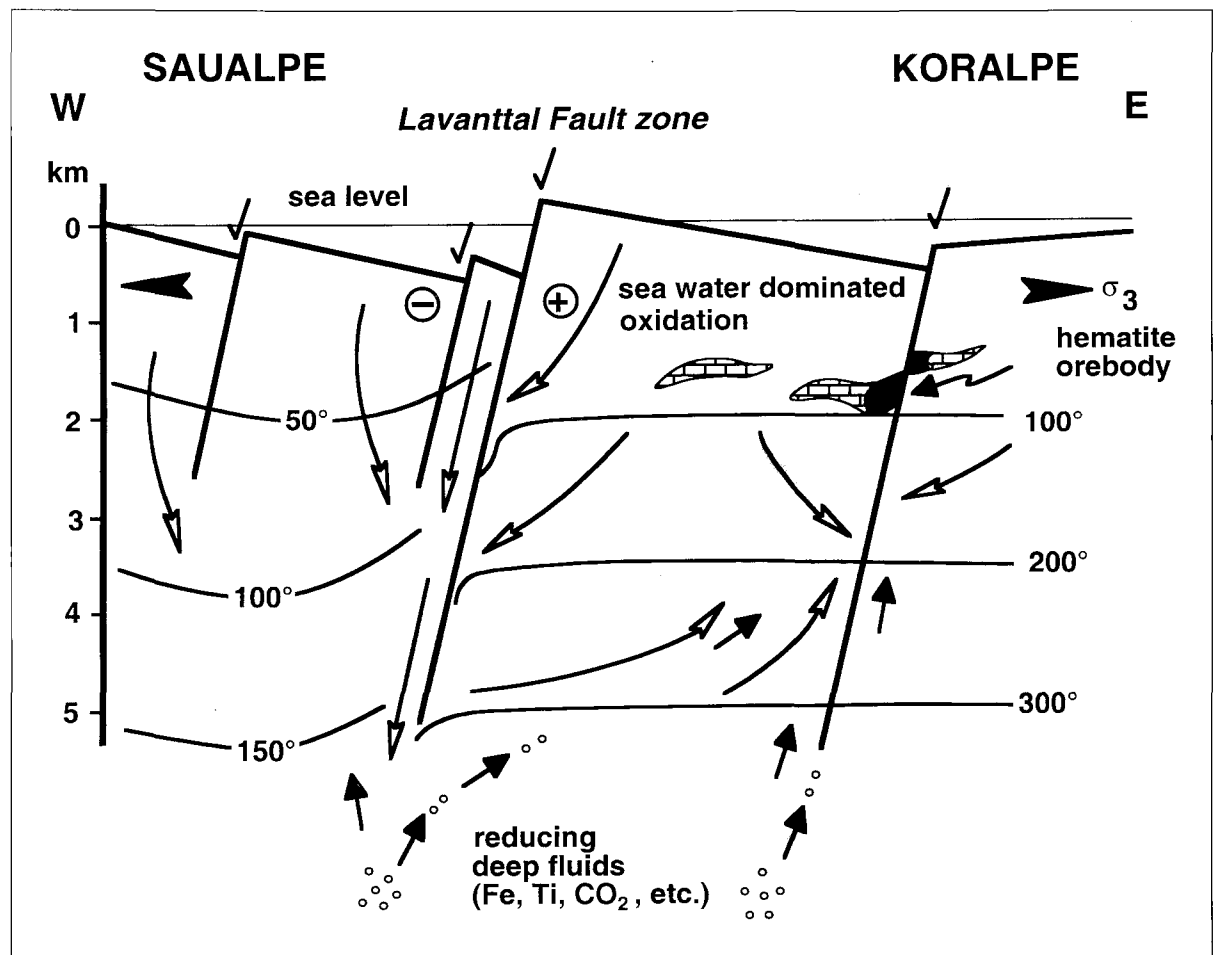 SAUALPE
KORALPE
W
E
Lavanttal Fault zone
km
sea level
0
− +
sea water dominated
oxidation
σ3
1
hematite
orebody
50°
2
100°
3
200°
100°
4
5
300°
150°
reducing
deep fluids
(Fe, Ti, CO₂, etc.)